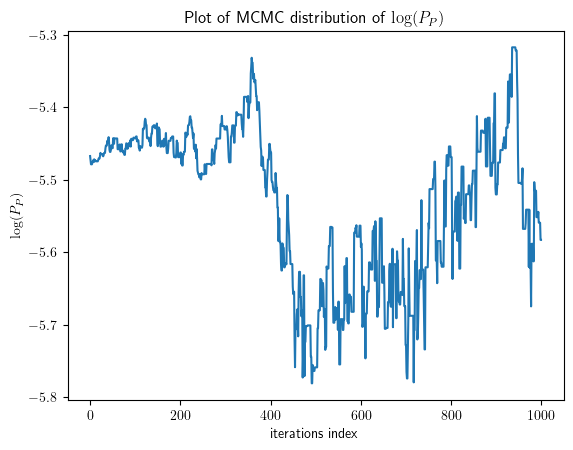 Plot of MCMC distribution of log(P_P)
−5.3
−5.4
−5.5
−5.6
−5.7
−5.8
log(P_P)
0 200 400 600 800 1000
iterations index